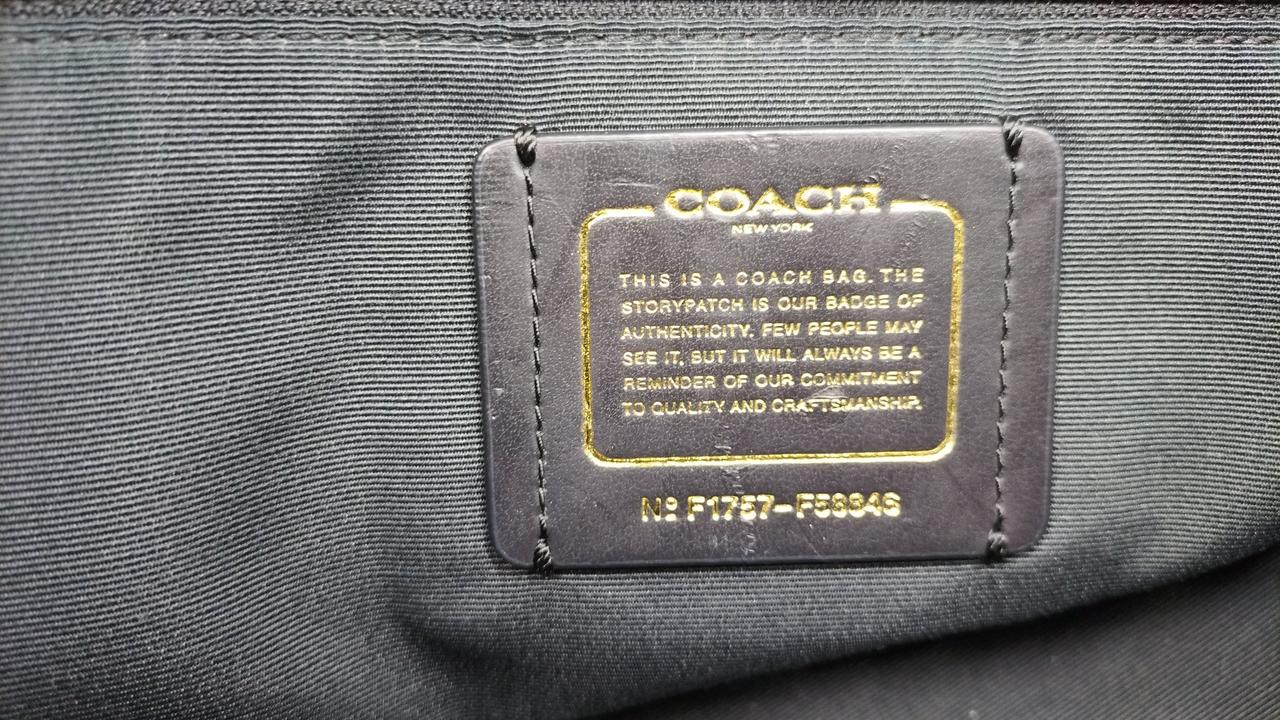 COACH
NEW YORK
THIS IS A COACH BAG. THE
STORYPATCH IS OUR BADGE OF
AUTHENTICITY. FEW PEOPLE MAY
SEE IT, BUT IT WILL ALWAYS BE A
REMINDER OF OUR COMMITMENT
TO QUALITY AND CRAFTSMANSHIP.
Nº F1757-F58846